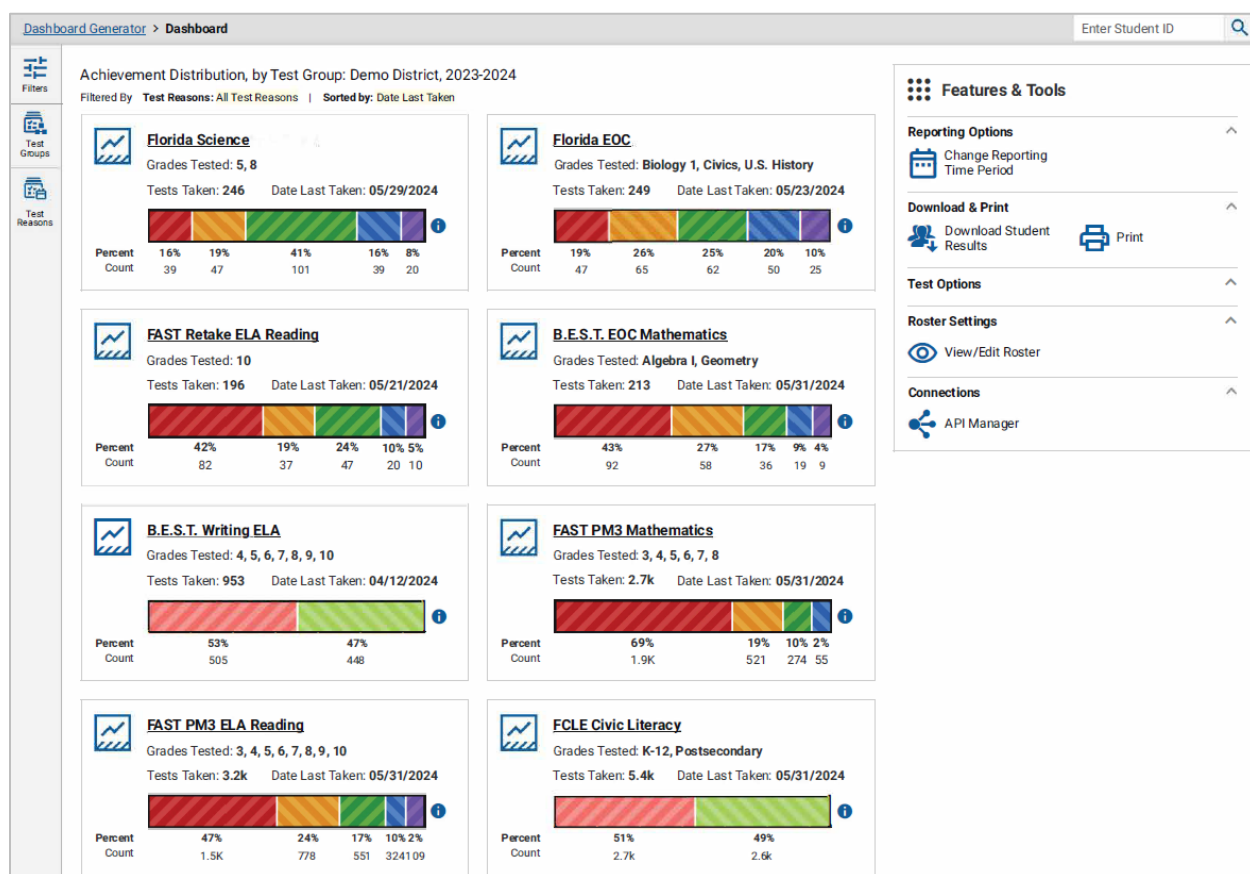 Dashboard Generator > Dashboard
Enter Student ID
Filters
Test
Groups
Test
Reasons
Achievement Distribution, by Test Group: Demo District, 2023-2024
Filtered By Test Reasons: All Test Reasons | Sorted by: Date Last Taken
Florida Science
Grades Tested: 5, 8
Tests Taken: 246 Date Last Taken: 05/29/2024
Percent 16% 19% 41% 16% 8%
Count 39 47 101 39 20
Florida EOC
Grades Tested: Biology 1, Civics, U.S. History
Tests Taken: 249 Date Last Taken: 05/23/2024
Percent 19% 26% 25% 20% 10%
Count 47 65 62 50 25
FAST Retake ELA Reading
Grades Tested: 10
Tests Taken: 196 Date Last Taken: 05/21/2024
Percent 42% 19% 24% 10% 5%
Count 82 37 47 20 10
B.E.S.T. EOC Mathematics
Grades Tested: Algebra I, Geometry
Tests Taken: 213 Date Last Taken: 05/31/2024
Percent 43% 27% 17% 9% 4%
Count 92 58 36 19 9
B.E.S.T. Writing ELA
Grades Tested: 4, 5, 6, 7, 8, 9, 10
Tests Taken: 953 Date Last Taken: 04/12/2024
Percent 53% 47%
Count 505 448
FAST PM3 Mathematics
Grades Tested: 3, 4, 5, 6, 7, 8
Tests Taken: 2.7k Date Last Taken: 05/31/2024
Percent 69% 19% 10% 2%
Count 1.9K 521 274 55
FAST PM3 ELA Reading
Grades Tested: 3, 4, 5, 6, 7, 8, 9, 10
Tests Taken: 3.2k Date Last Taken: 05/31/2024
Percent 47% 24% 17% 10% 2%
Count 1.5K 778 551 324 109
FCLE Civic Literacy
Grades Tested: K-12, Postsecondary
Tests Taken: 5.4k Date Last Taken: 05/31/2024
Percent 51% 49%
Count 2.7k 2.6k
Features & Tools
Reporting Options
Change Reporting
Time Period
Download & Print
Download Student
Results
Print
Test Options
Roster Settings
View/Edit Roster
Connections
API Manager